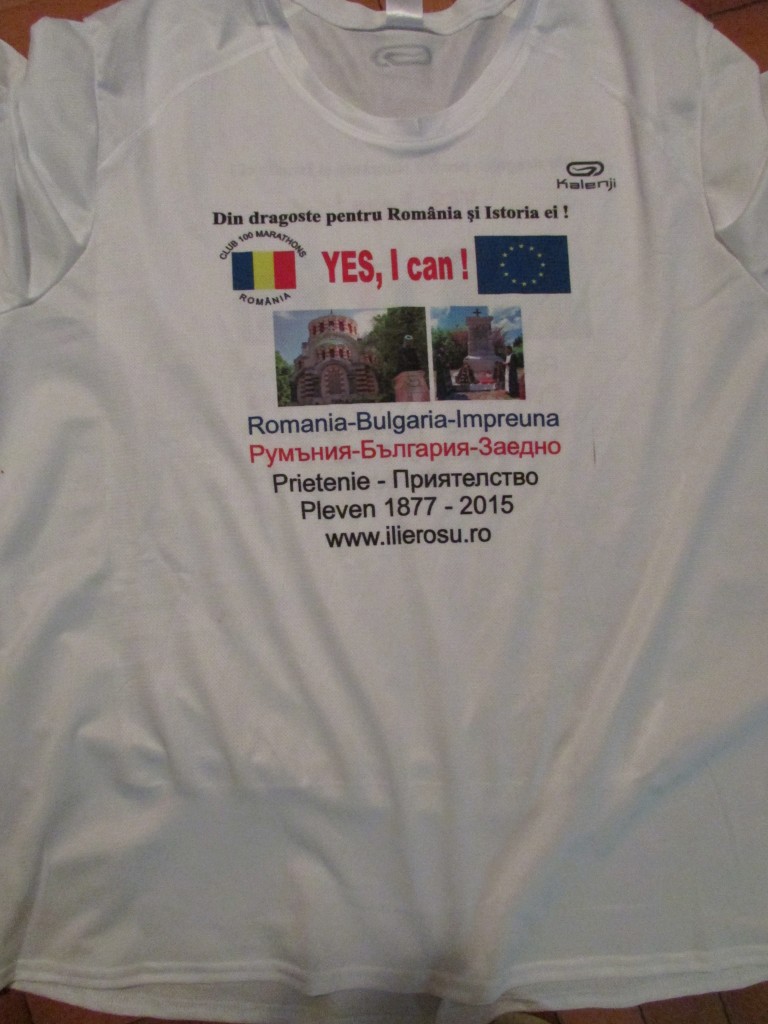 Kalenji
Din dragoste pentru România şi Istoria ei !
CLUB 100 MARATHONS
ROMÂNIA
YES, I can !
Romania-Bulgaria-Impreuna
Румъния-България-Заедно
Prietenie - Приятелство
Pleven 1877 - 2015
www.ilierosu.ro